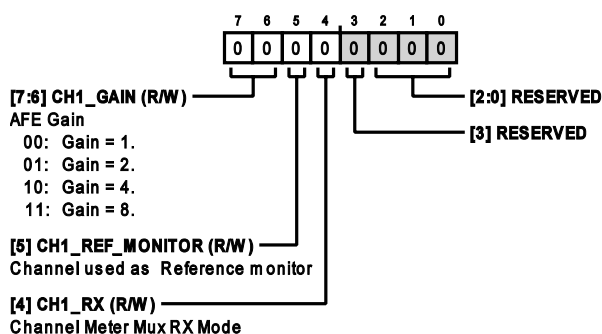 7 6 5 4 3 2 1 0
0 0 0 0 0 0 0 0
[7:6] CH1_GAIN (R/W)
AFE Gain
00: Gain = 1.
01: Gain = 2.
10: Gain = 4.
11: Gain = 8.
[5] CH1_REF_MONITOR (R/W)
Channel used as Reference monitor
[4] CH1_RX (R/W)
Channel Meter Mux RX Mode
[2:0] RESERVED
[3] RESERVED